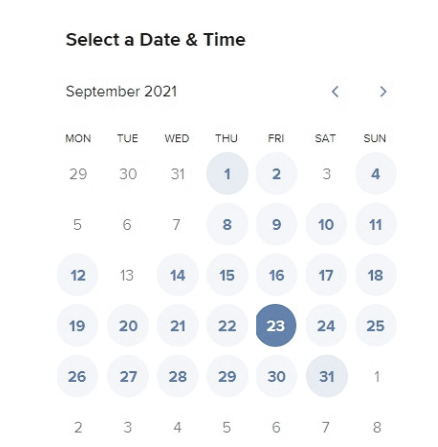 Select a Date & Time
September 2021
MON TUE WED THU FRI SAT SUN
29 30 31 1 2 3 4
5 6 7 8 9 10 11
12 13 14 15 16 17 18
19 20 21 22 23 24 25
26 27 28 29 30 31 1
2 3 4 5 6 7 8